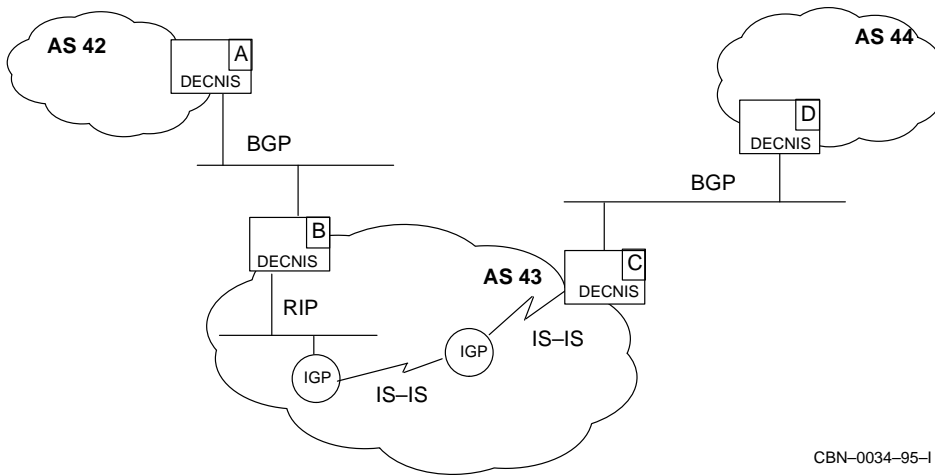 AS 42
A
DECNIS
AS 44
D
DECNIS
BGP
BGP
B
DECNIS
AS 43
C
DECNIS
RIP
IS–IS
IGP
IGP
IS–IS
CBN–0034–95–I